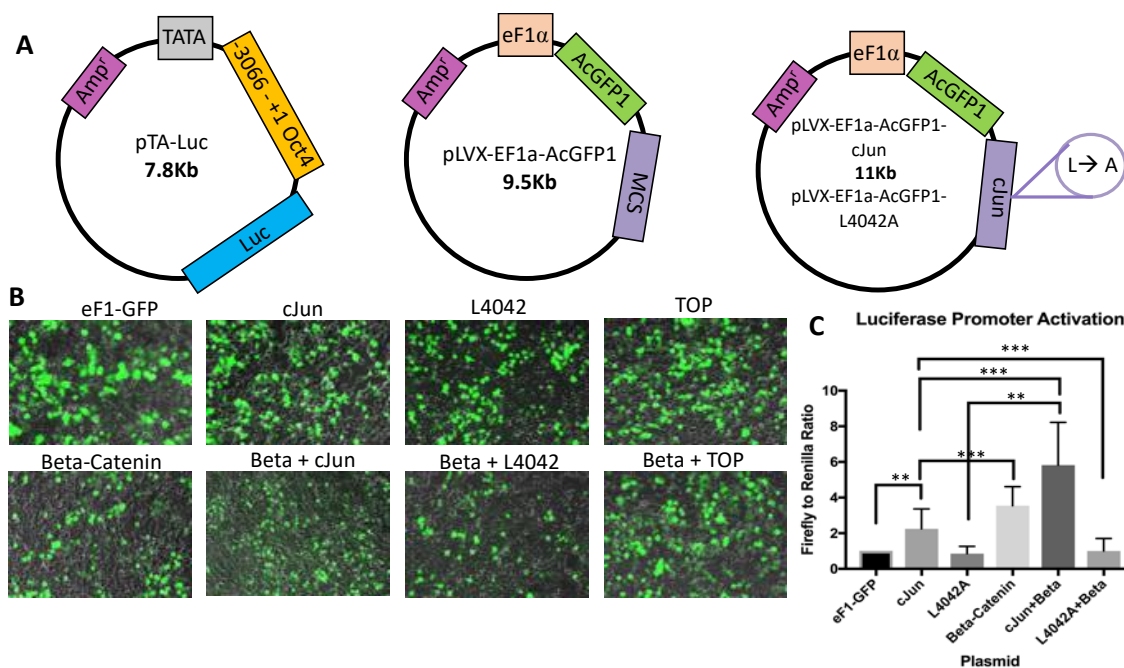 A
TATA
Ampʳ
-3066 - +1 Oct4
pTA-Luc
7.8Kb
Luc
eF1α
Ampʳ
AcGFP1
pLVX-EF1a-AcGFP1
9.5Kb
MCS
eF1α
Ampʳ
AcGFP1
pLVX-EF1a-AcGFP1-
cJun
11Kb
pLVX-EF1a-AcGFP1-
L4042A
cJun
L→ A
B
eF1-GFP
cJun
L4042
TOP
Beta-Catenin
Beta + cJun
Beta + L4042
Beta + TOP
C
Luciferase Promoter Activation
Firefly to Renilla Ratio
10
8
6
4
2
0
***
***
**
***
**
eF1-GFP
cJun
L4042A
Beta-Catenin
cJun+Beta
L4042A+Beta
Plasmid